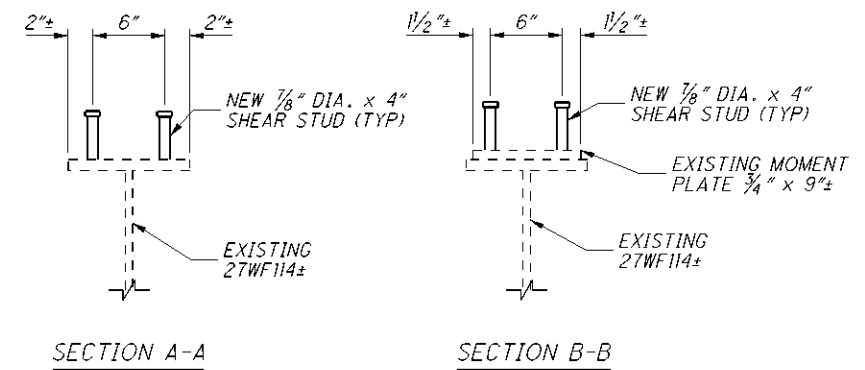 2"± 6" 2"±
NEW 7/8" DIA. x 4"
SHEAR STUD (TYP)
EXISTING
27WF114±
SECTION A-A
1 1/2"± 6" 1 1/2"±
NEW 7/8" DIA. x 4"
SHEAR STUD (TYP)
EXISTING MOMENT
PLATE 3/4" x 9"±
EXISTING
27WF114±
SECTION B-B